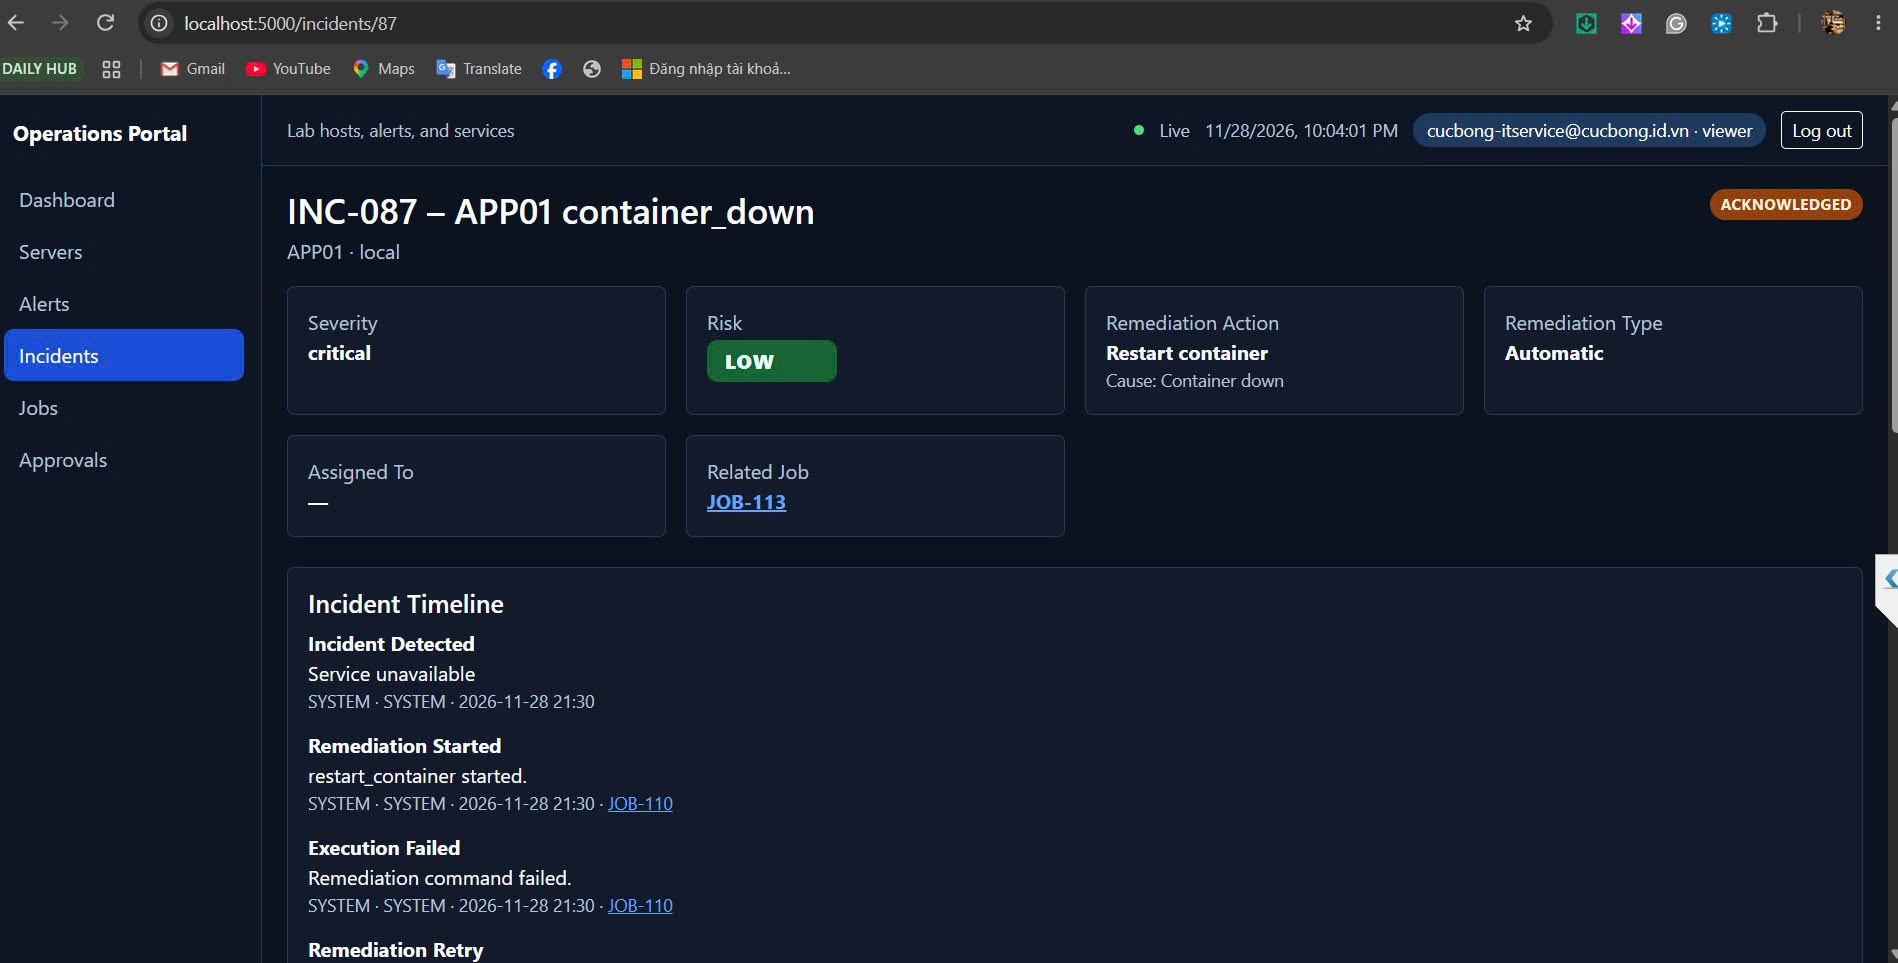 localhost:5000/incidents/87
DAILY HUB Gmail YouTube Maps Translate Đăng nhập tài khoả...
Operations Portal
Dashboard
Servers
Alerts
Incidents
Jobs
Approvals
Lab hosts, alerts, and services
Live 11/28/2026, 10:04:01 PM cucbong-itservice@cucbong.id.vn · viewer Log out
INC-087 – APP01 container_down
ACKNOWLEDGED
APP01 · local
Severity
critical
Risk
LOW
Remediation Action
Restart container
Cause: Container down
Remediation Type
Automatic
Assigned To
—
Related Job
JOB-113
Incident Timeline
Incident Detected
Service unavailable
SYSTEM · SYSTEM · 2026-11-28 21:30
Remediation Started
restart_container started.
SYSTEM · SYSTEM · 2026-11-28 21:30 · JOB-110
Execution Failed
Remediation command failed.
SYSTEM · SYSTEM · 2026-11-28 21:30 · JOB-110
Remediation Retry